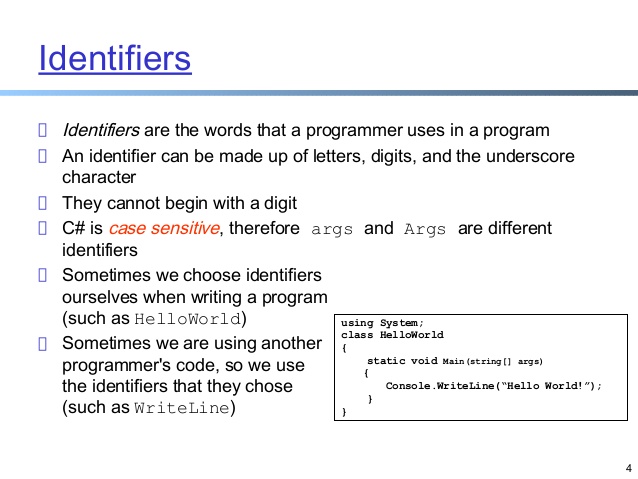 Identifiers
Identifiers are the words that a programmer uses in a program
An identifier can be made up of letters, digits, and the underscore
character
They cannot begin with a digit
C# is case sensitive, therefore args and Args are different
identifiers
Sometimes we choose identifiers
ourselves when writing a program
(such as HelloWorld)
Sometimes we are using another
programmer's code, so we use
the identifiers that they chose
(such as WriteLine)
using System;
class HelloWorld
{
static void Main(string[] args)
{
Console.WriteLine(“Hello World!”);
}
}
4